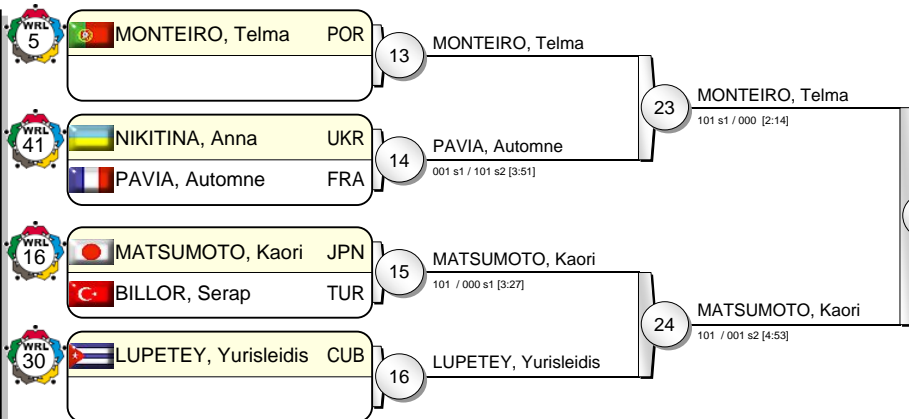 WRL
5
MONTEIRO, Telma POR
13
MONTEIRO, Telma
23
MONTEIRO, Telma
101 s1 / 000 [2:14]
WRL
41
NIKITINA, Anna UKR
PAVIA, Automne FRA
14
PAVIA, Automne
001 s1 / 101 s2 [3:51]
WRL
16
MATSUMOTO, Kaori JPN
BILLOR, Serap TUR
15
MATSUMOTO, Kaori
101 / 000 s1 [3:27]
24
MATSUMOTO, Kaori
101 / 001 s2 [4:53]
WRL
30
LUPETEY, Yurisleidis CUB
16
LUPETEY, Yurisleidis